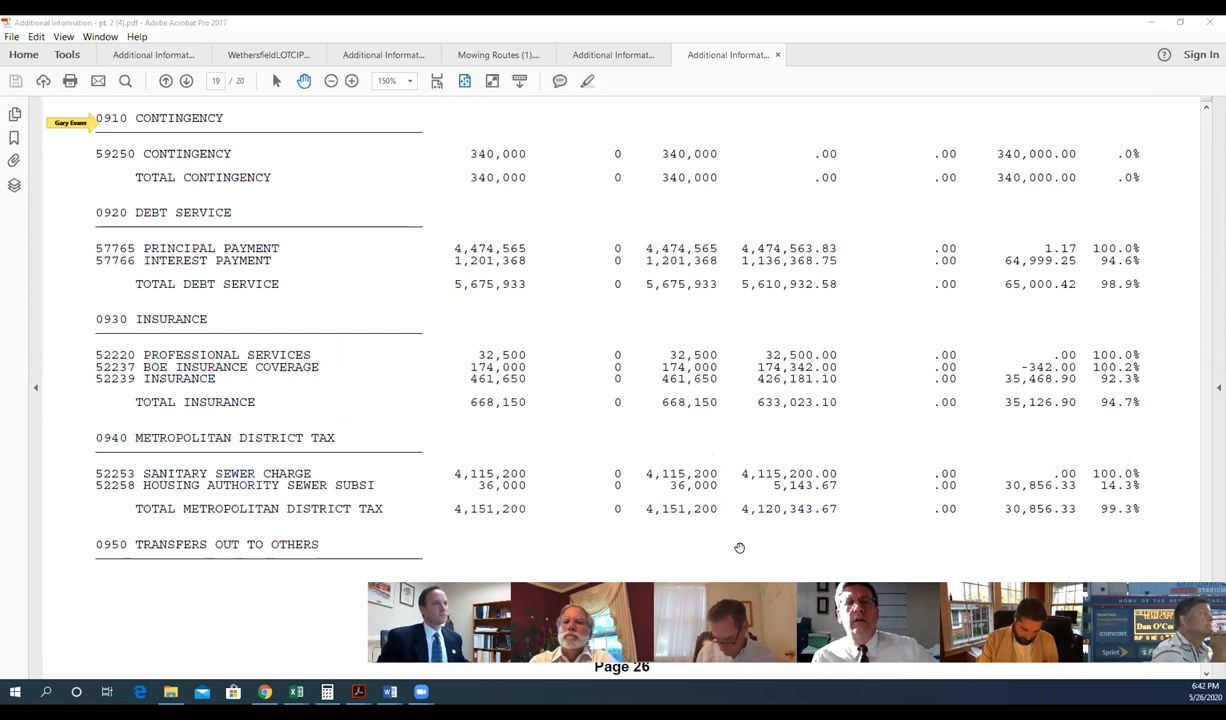 Additional Information - pt. 2 (4).pdf - Adobe Acrobat Pro 2017
File Edit View Window Help
Home Tools Additional Informat... WethersfieldLOTCIP... Additional Informat... Mowing Routes (1).... Additional Informat... Additional Informat... × Sign In
19 / 20 150%
Gary Evans
0910 CONTINGENCY
59250 CONTINGENCY 340,000 0 340,000 .00 .00 340,000.00 .0%
TOTAL CONTINGENCY 340,000 0 340,000 .00 .00 340,000.00 .0%
0920 DEBT SERVICE
57765 PRINCIPAL PAYMENT 4,474,565 0 4,474,565 4,474,563.83 .00 1.17 100.0%
57766 INTEREST PAYMENT 1,201,368 0 1,201,368 1,136,368.75 .00 64,999.25 94.6%
TOTAL DEBT SERVICE 5,675,933 0 5,675,933 5,610,932.58 .00 65,000.42 98.9%
0930 INSURANCE
52220 PROFESSIONAL SERVICES 32,500 0 32,500 32,500.00 .00 .00 100.0%
52237 BOE INSURANCE COVERAGE 174,000 0 174,000 174,342.00 .00 -342.00 100.2%
52239 INSURANCE 461,650 0 461,650 426,181.10 .00 35,468.90 92.3%
TOTAL INSURANCE 668,150 0 668,150 633,023.10 .00 35,126.90 94.7%
0940 METROPOLITAN DISTRICT TAX
52253 SANITARY SEWER CHARGE 4,115,200 0 4,115,200 4,115,200.00 .00 .00 100.0%
52258 HOUSING AUTHORITY SEWER SUBSI 36,000 0 36,000 5,143.67 .00 30,856.33 14.3%
TOTAL METROPOLITAN DISTRICT TAX 4,151,200 0 4,151,200 4,120,343.67 .00 30,856.33 99.3%
0950 TRANSFERS OUT TO OTHERS
STADIUM
HOME OF THE
TEAM CAPT
Dan O'Co
comcast
Sprint
Page 26
6:42 PM
5/26/2020